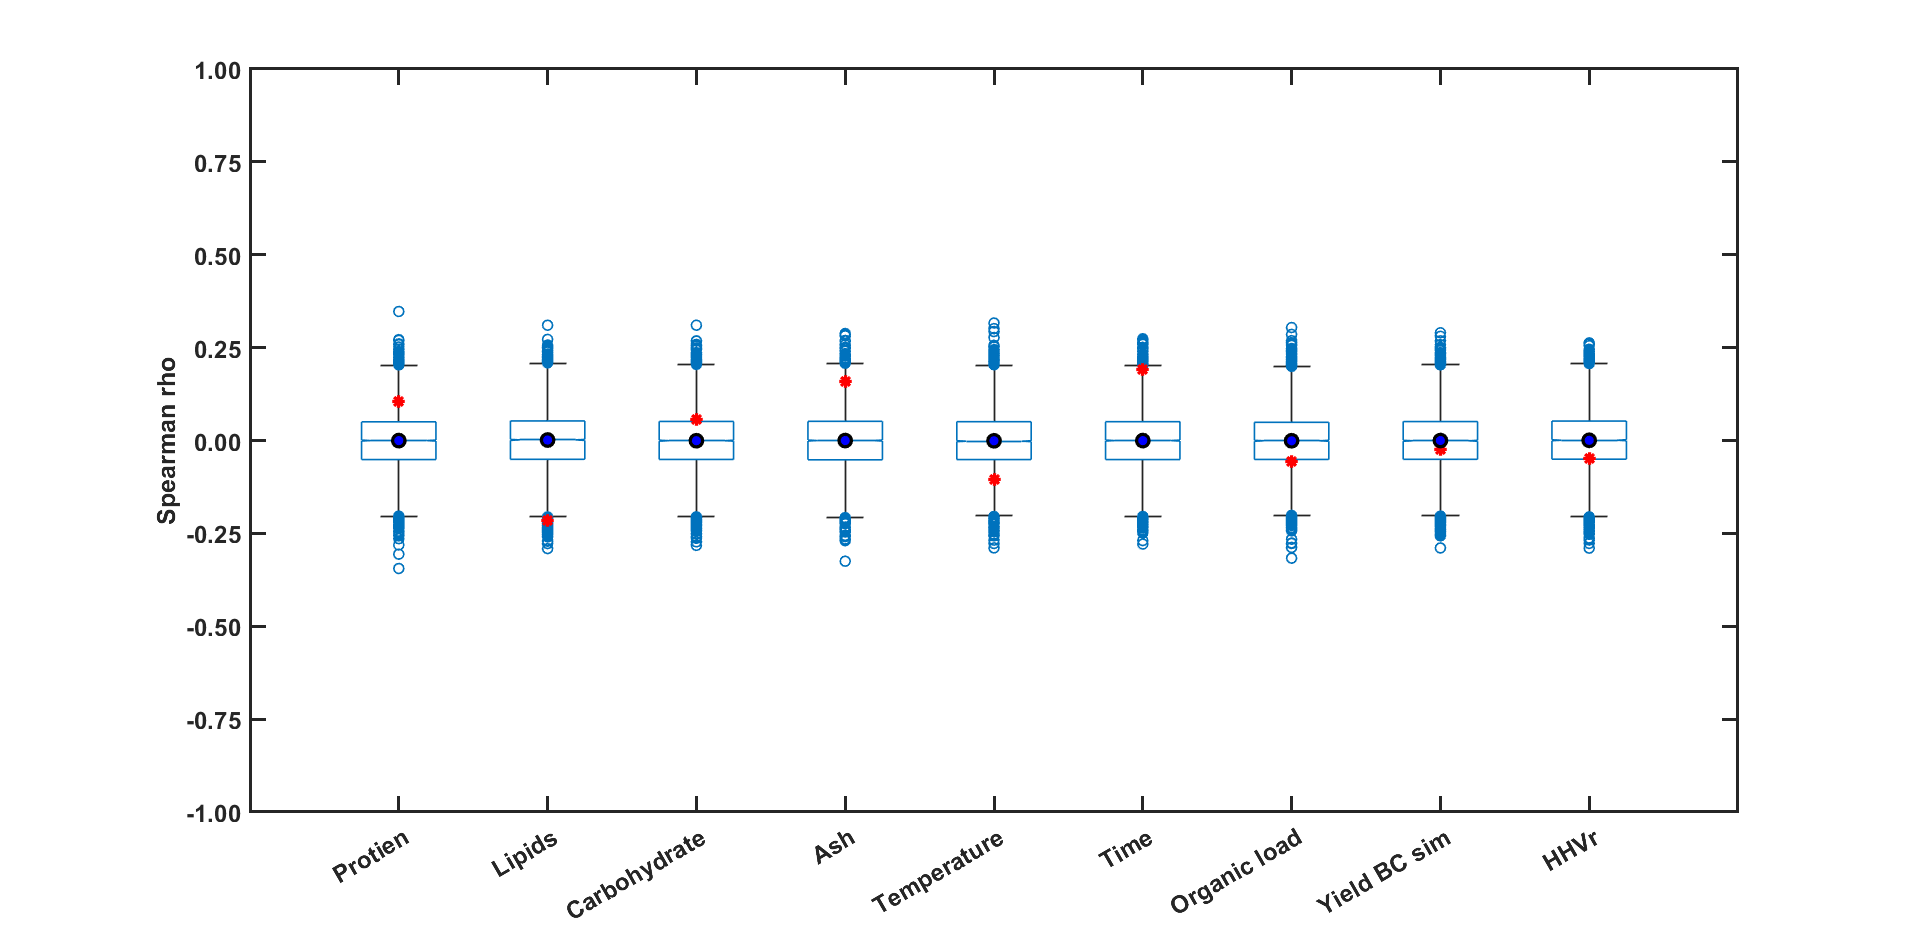 1.00
0.75
0.50
0.25
0.00
-0.25
-0.50
-0.75
-1.00
Spearman rho
Protien
Lipids
Carbohydrate
Ash
Temperature
Time
Organic load
Yield BC sim
HHVr